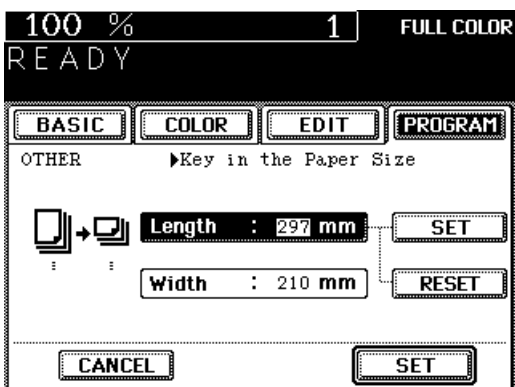 100 % 1 FULL COLOR
READY
BASIC COLOR EDIT PROGRAM
OTHER ▶Key in the Paper Size
Length : 297 mm SET
Width : 210 mm RESET
CANCEL SET